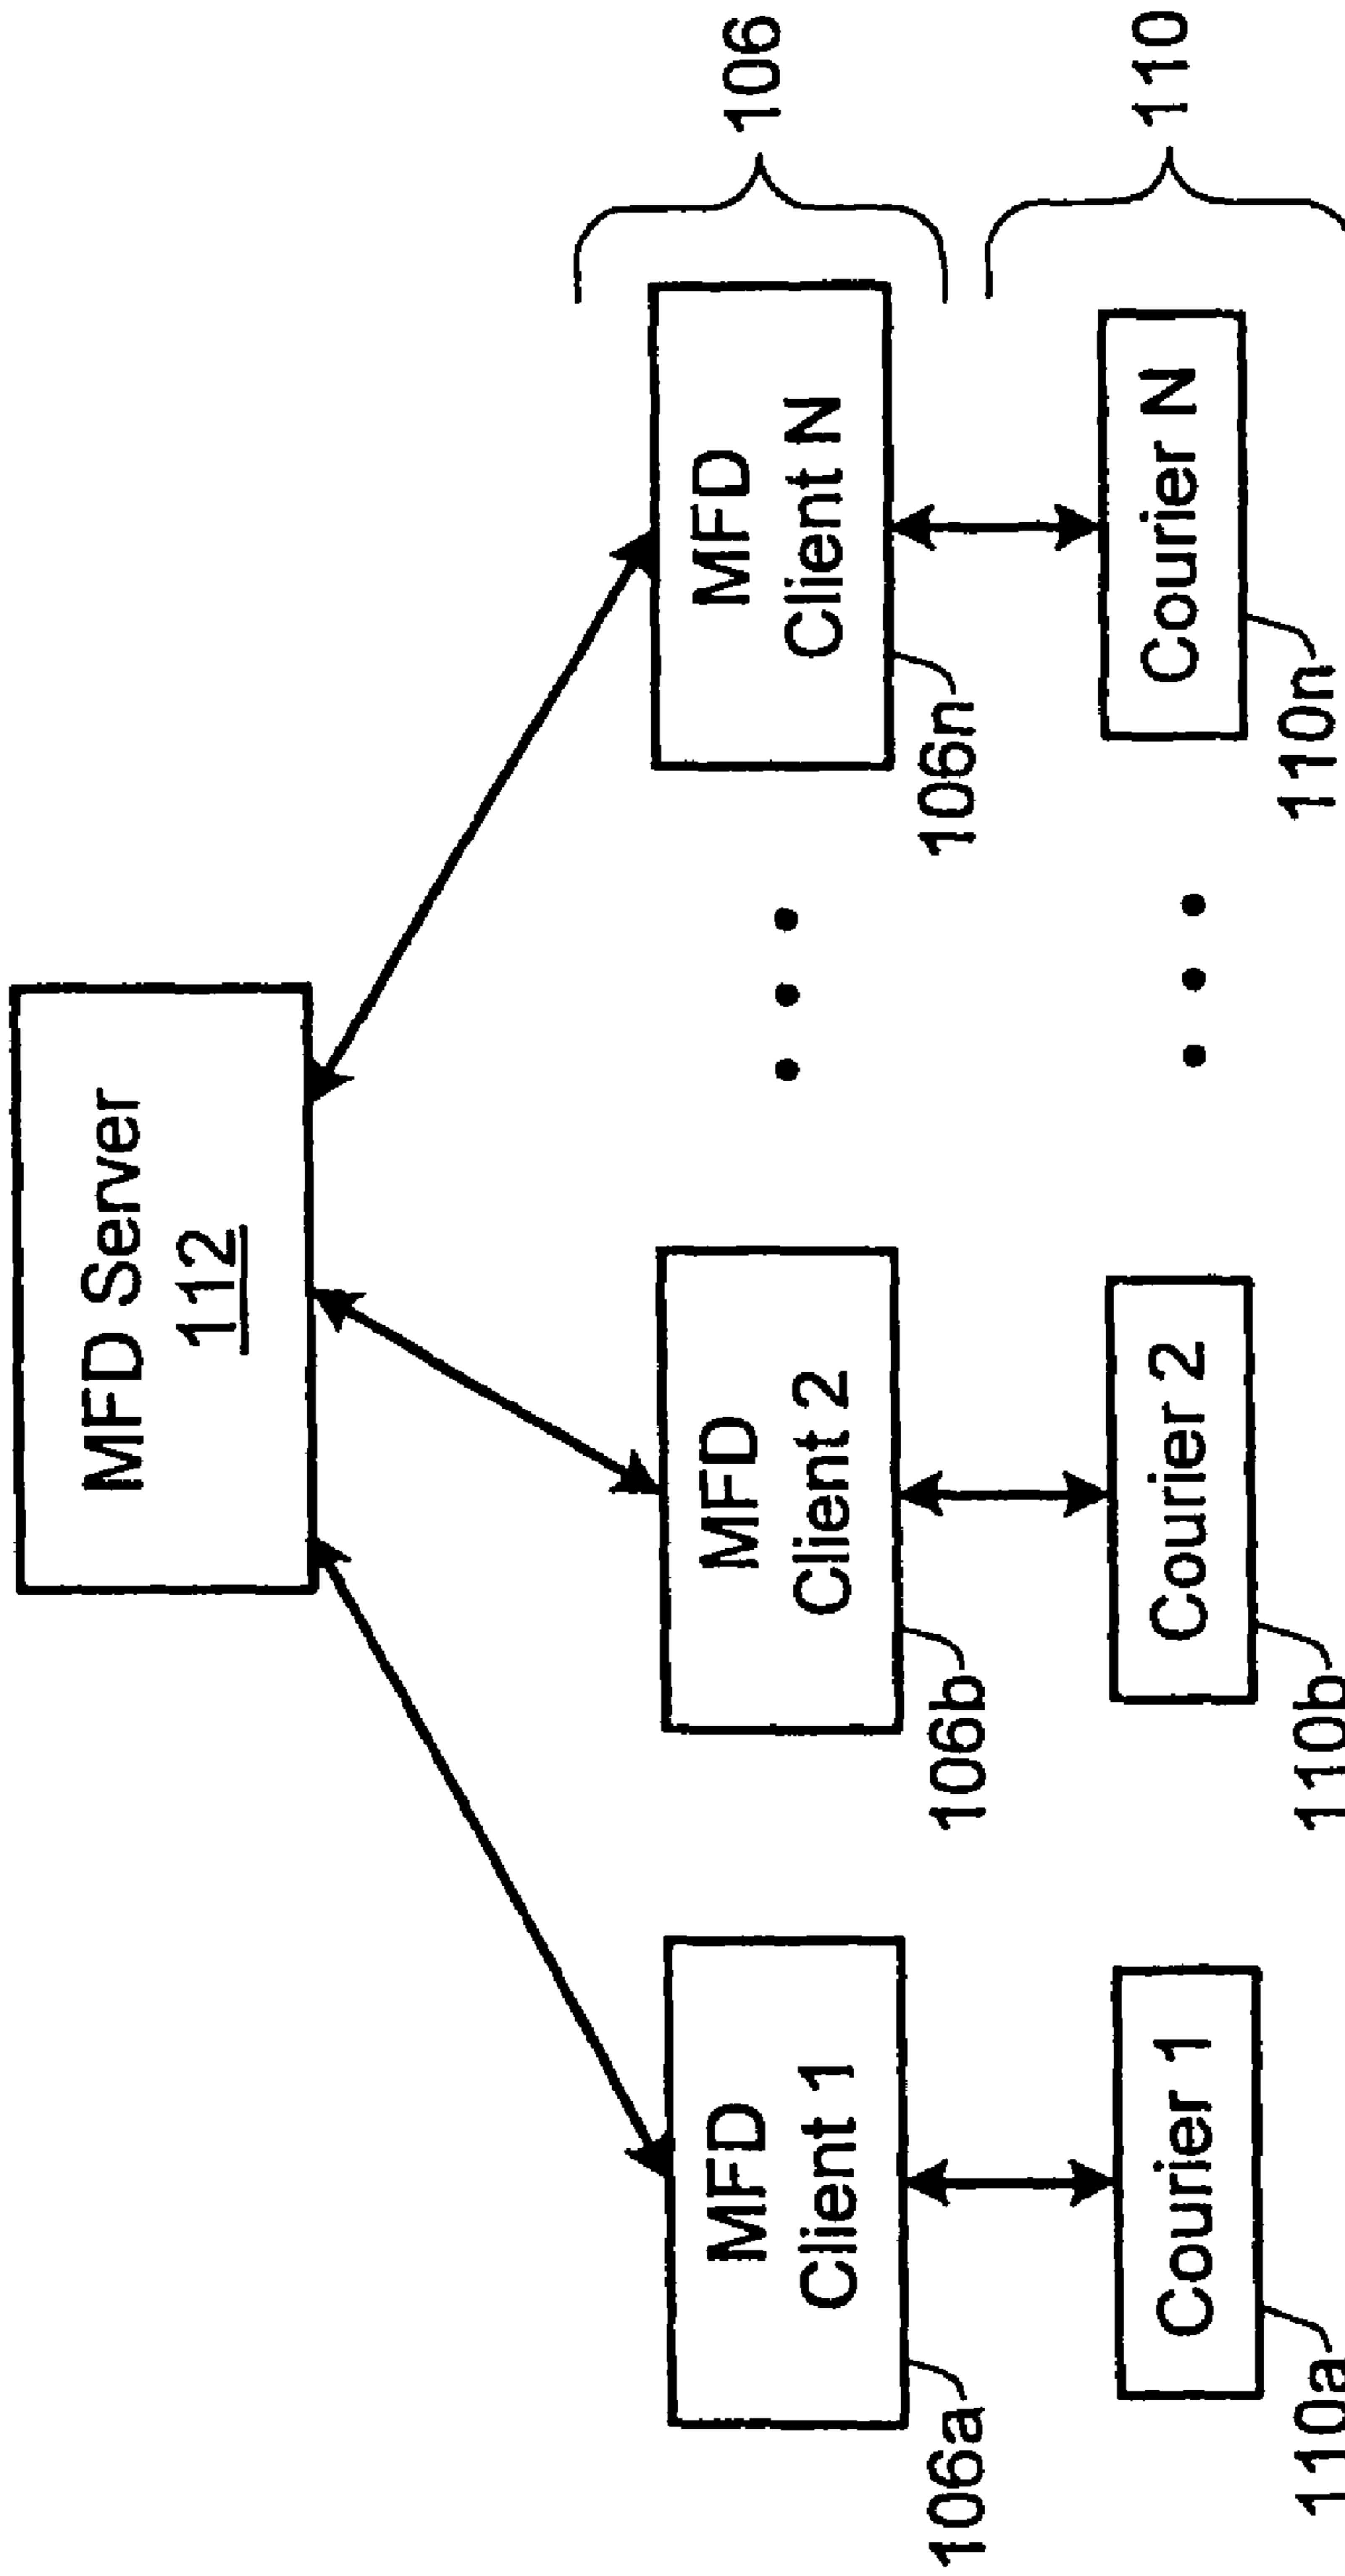 MFD Server
112
106
MFD
Client 1
MFD
Client 2
MFD
Client N
106a
106b
106n
110
Courier 1
Courier 2
Courier N
110a
110b
110n